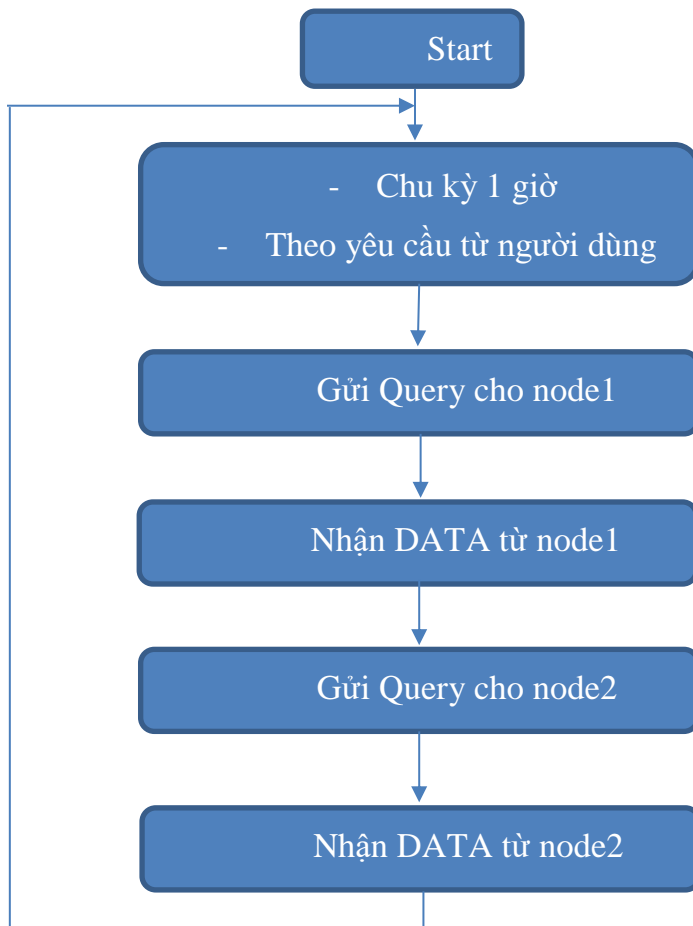 Start
- Chu kỳ 1 giờ
- Theo yêu cầu từ người dùng
Gửi Query cho node1
Nhận DATA từ node1
Gửi Query cho node2
Nhận DATA từ node2